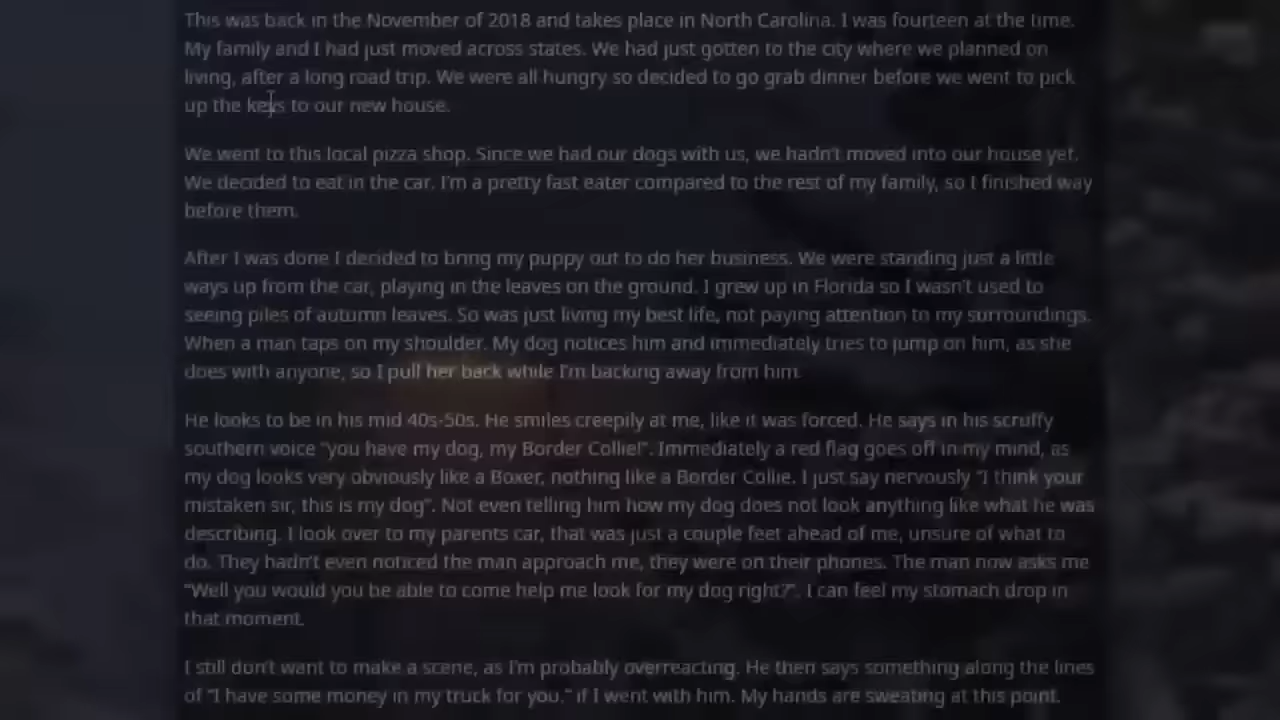 This was back in the November of 2018 and takes place in North Carolina. I was fourteen at the time.
My family and I had just moved across states. We had just gotten to the city where we planned on
living, after a long road trip. We were all hungry so decided to go grab dinner before we went to pick
up the keys to our new house.
We went to this local pizza shop. Since we had our dogs with us, we hadn't moved into our house yet.
We decided to eat in the car. I'm a pretty fast eater compared to the rest of my family, so I finished way
before them.
After I was done I decided to bring my puppy out to do her business. We were standing just a little
ways up from the car, playing in the leaves on the ground. I grew up in Florida so I wasn't used to
seeing piles of autumn leaves. So was just living my best life, not paying attention to my surroundings.
When a man taps on my shoulder. My dog notices him and immediately tries to jump on him, as she
does with anyone, so I pull her back while I'm backing away from him.
He looks to be in his mid 40s-50s. He smiles creepily at me, like it was forced. He says in his scruffy
southern voice "you have my dog, my Border Collie!". Immediately a red flag goes off in my mind, as
my dog looks very obviously like a Boxer, nothing like a Border Collie. I just say nervously "I think your
mistaken sir, this is my dog". Not even telling him how my dog does not look anything like what he was
describing. I look over to my parents car, that was just a couple feet ahead of me, unsure of what to
do. They hadn't even noticed the man approach me, they were on their phones. The man now asks me
"Well you would you be able to come help me look for my dog right?". I can feel my stomach drop in
that moment.
I still don't want to make a scene, as I'm probably overreacting. He then says something along the lines
of "I have some money in my truck for you." if I went with him. My hands are sweating at this point.